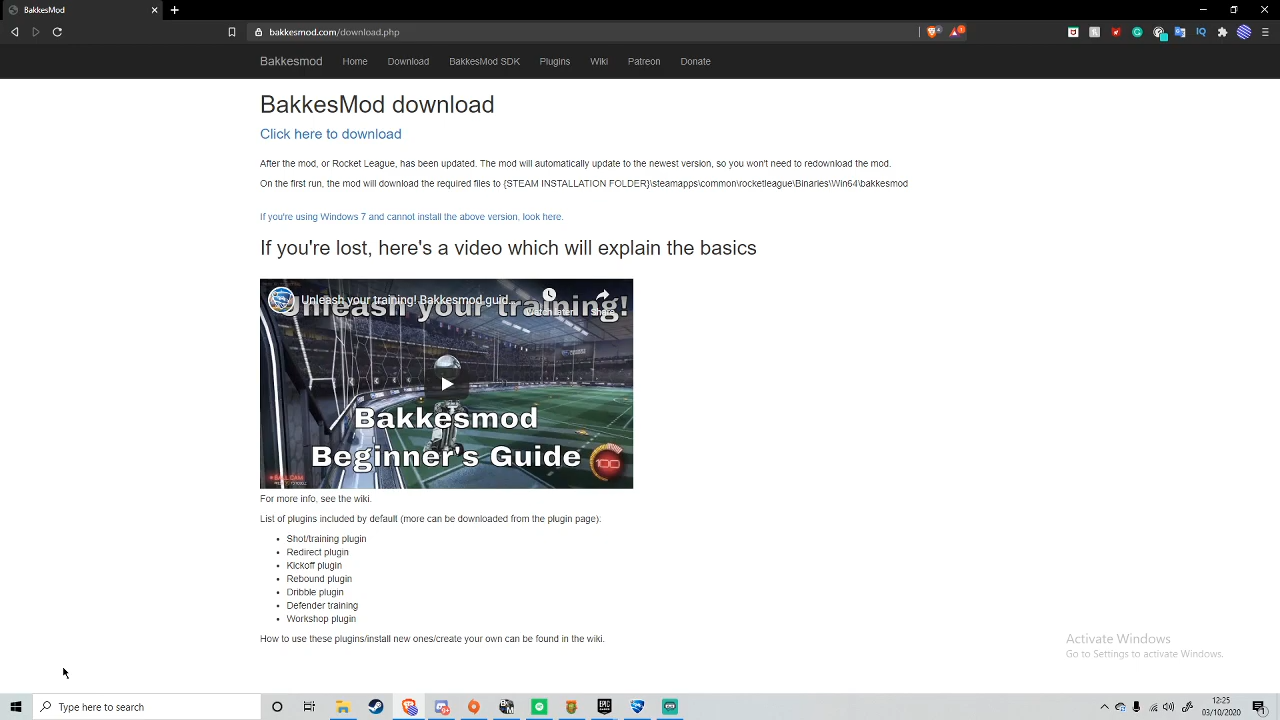 BakkesMod
bakkesmod.com/download.php
Bakkesmod Home Download BakkesMod SDK Plugins Wiki Patreon Donate
BakkesMod download
Click here to download
After the mod, or Rocket League, has been updated. The mod will automatically update to the newest version, so you won't need to redownload the mod.
On the first run, the mod will download the required files to {STEAM INSTALLATION FOLDER}\steamapps\common\rocketleague\Binaries\Win64\bakkesmod
If you're using Windows 7 and cannot install the above version, look here.
If you're lost, here's a video which will explain the basics
Unleash your training! Bakkesmod guid...
Watch later Share
Unleash your training!
Bakkesmod
Beginner's Guide
100
BALL CAM
For more info, see the wiki.
List of plugins included by default (more can be downloaded from the plugin page):
Shot/training plugin
Redirect plugin
Kickoff plugin
Rebound plugin
Dribble plugin
Defender training
Workshop plugin
How to use these plugins/install new ones/create your own can be found in the wiki.
Activate Windows
Go to Settings to activate Windows.
Type here to search
12:25
03/10/2020